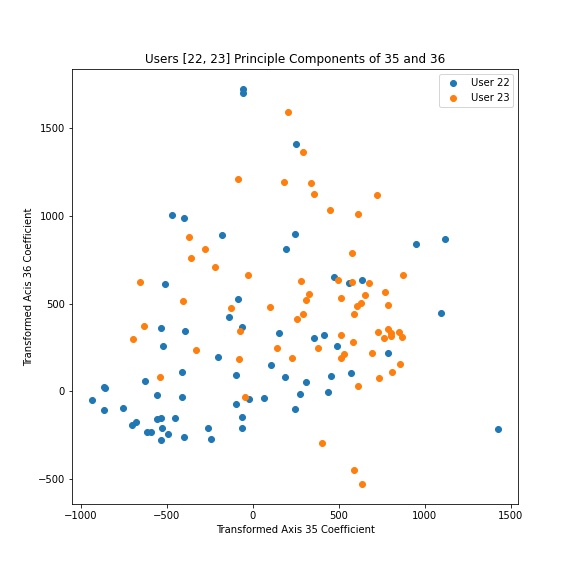 Users [22, 23] Principle Components of 35 and 36
User 22
User 23
Transformed Acis 36 Coefficient
1500
1000
500
0
−500
−1000
−500
0
500
1000
1500
Transformed Axis 35 Coefficient